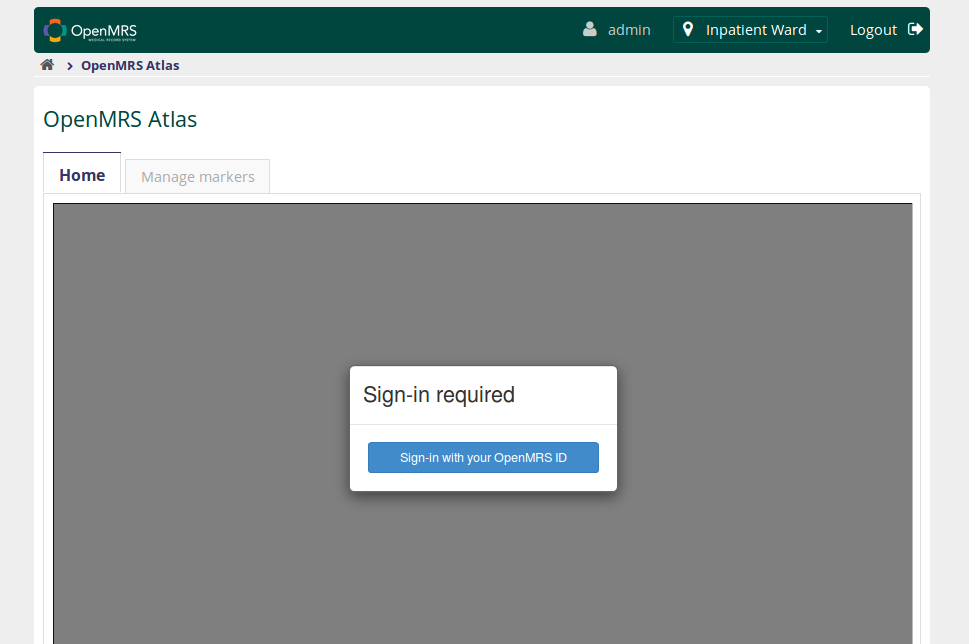 OpenMRS
MEDICAL RECORD SYSTEM
admin
Inpatient Ward
Logout
OpenMRS Atlas
OpenMRS Atlas
Home
Manage markers
Sign-in required
Sign-in with your OpenMRS ID